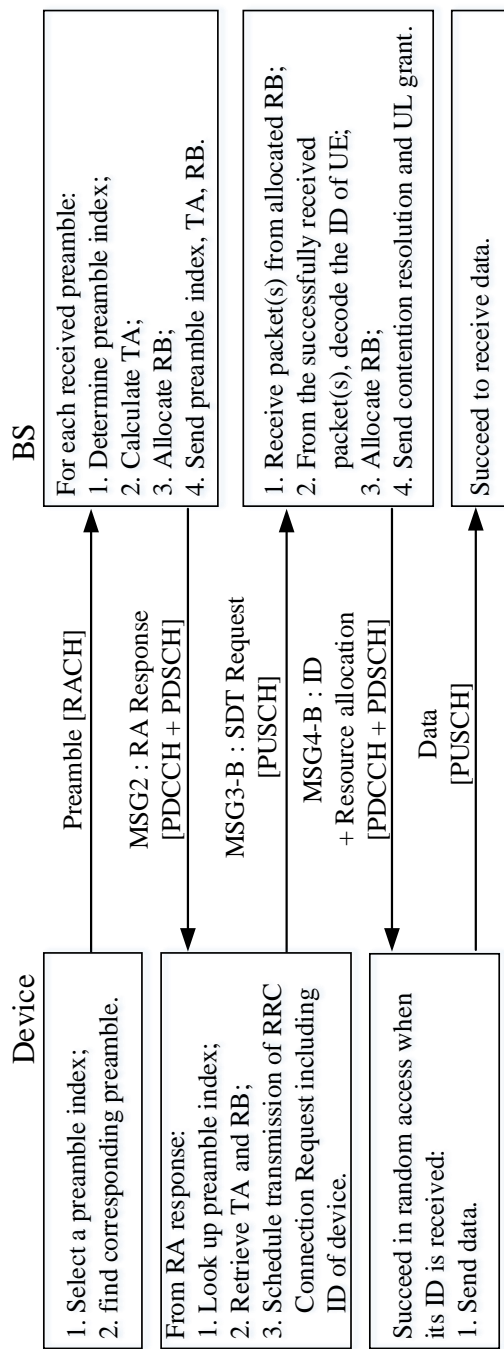 Device
BS
1. Select a preamble index;
2. find corresponding preamble.
Preamble [RACH]
For each received preamble:
1. Determine preamble index;
2. Calculate TA;
3. Allocate RB;
4. Send preamble index, TA, RB.
MSG2 : RA Response
[PDCCH + PDSCH]
From RA response:
1. Look up preamble index;
2. Retrieve TA and RB;
3. Schedule transmission of RRC
Connection Request including
ID of device.
MSG3-B : SDT Request
[PUSCH]
1. Receive packet(s) from allocated RB;
2. From the successfully received
packet(s), decode the ID of UE;
3. Allocate RB;
4. Send contention resolution and UL grant.
MSG4-B : ID
+ Resource allocation
[PDCCH + PDSCH]
Succeed in random access when
its ID is received:
1. Send data.
Data
[PUSCH]
Succeed to receive data.